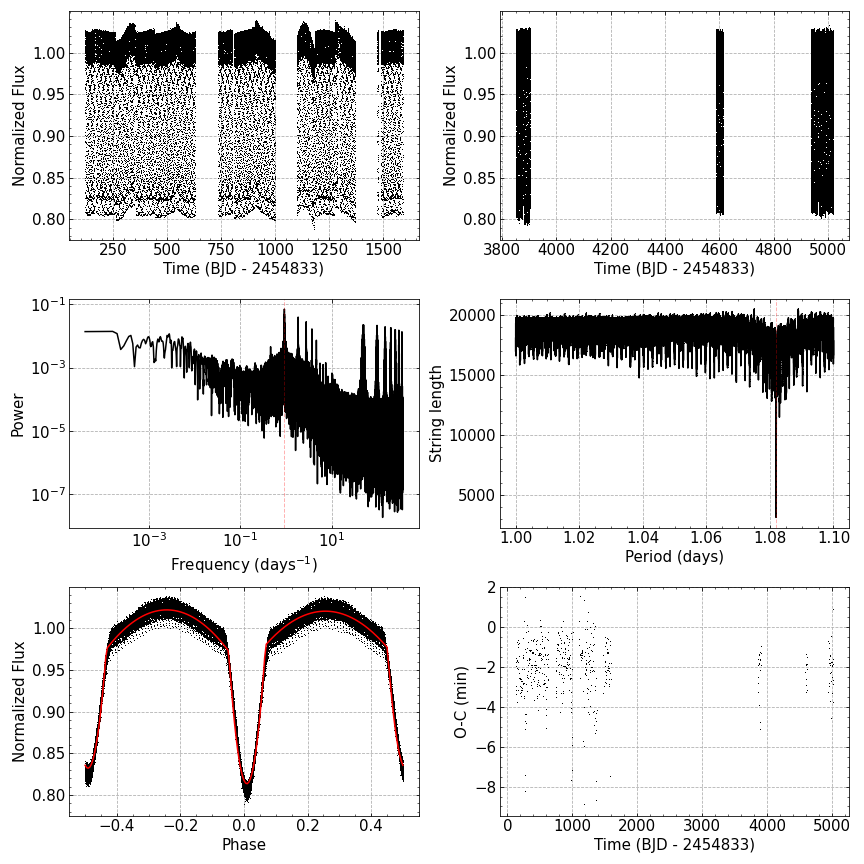 Normalized Flux
1.00
0.95
0.90
0.85
0.80
250 500 750 1000 1250 1500
Time (BJD - 2454833)
Normalized Flux
1.00
0.95
0.90
0.85
0.80
3800 4000 4200 4400 4600 4800 5000
Time (BJD - 2454833)
Power
10⁻¹
10⁻³
10⁻⁵
10⁻⁷
10⁻³ 10⁻¹ 10¹
Frequency (days⁻¹)
String length
20000
15000
10000
5000
1.00 1.02 1.04 1.06 1.08 1.10
Period (days)
Normalized Flux
1.00
0.95
0.90
0.85
0.80
−0.4 −0.2 0.0 0.2 0.4
Phase
O-C (min)
2
0
−2
−4
−6
−8
0 1000 2000 3000 4000 5000
Time (BJD - 2454833)